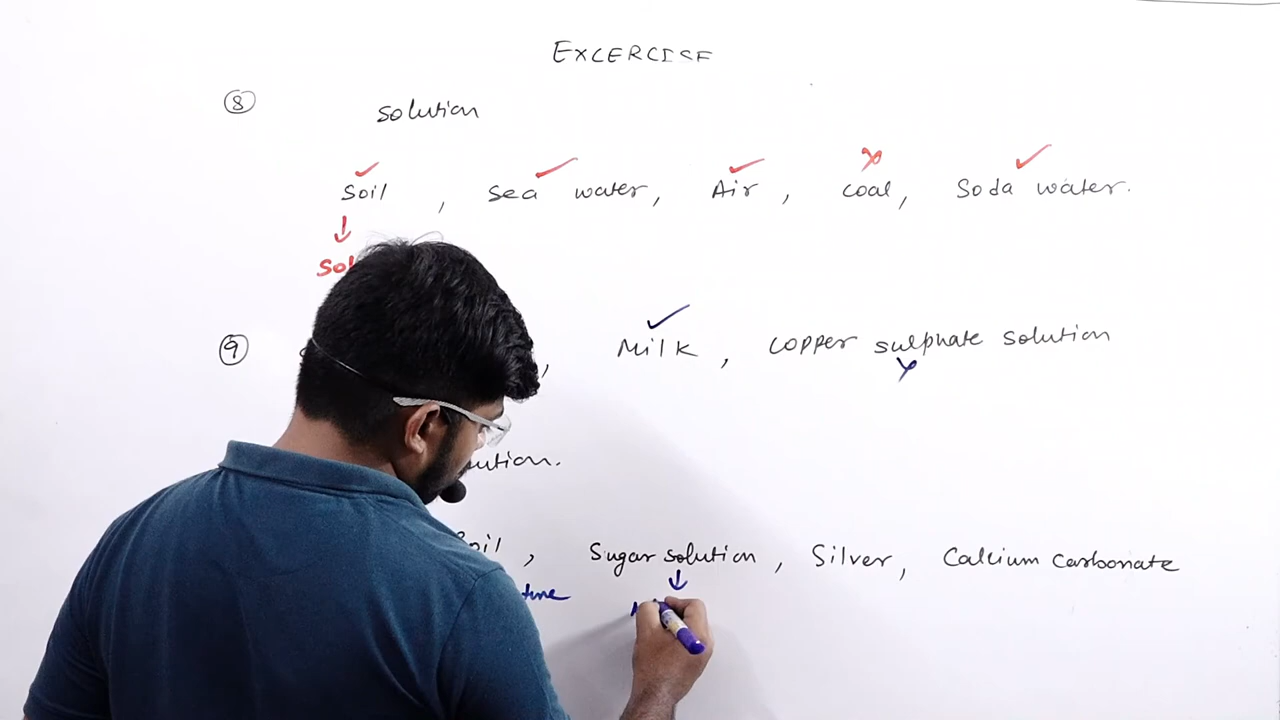 EXCERCISE
8 solution
Soil, Sea water, Air, coal, Soda water.
9 Milk, copper sulphate solution
, Sugar solution, Silver, Calcium Carbonate